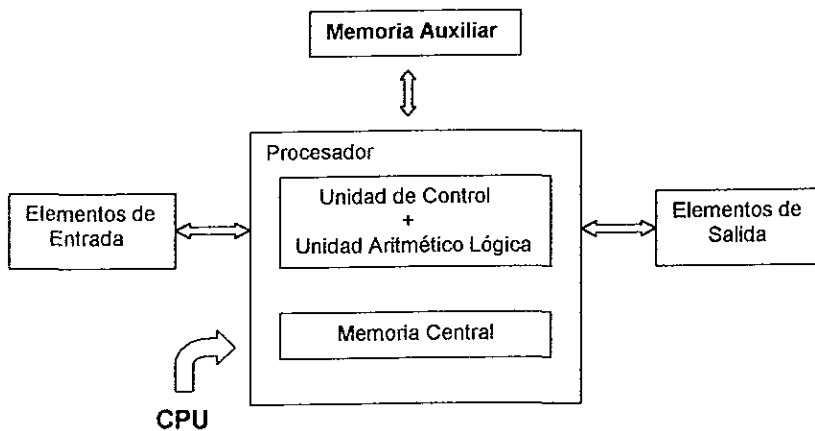 Memoria Auxiliar
Procesador
Unidad de Control
+
Unidad Aritmético Lógica
Elementos de
Entrada
Elementos de
Salida
Memoria Central
CPU